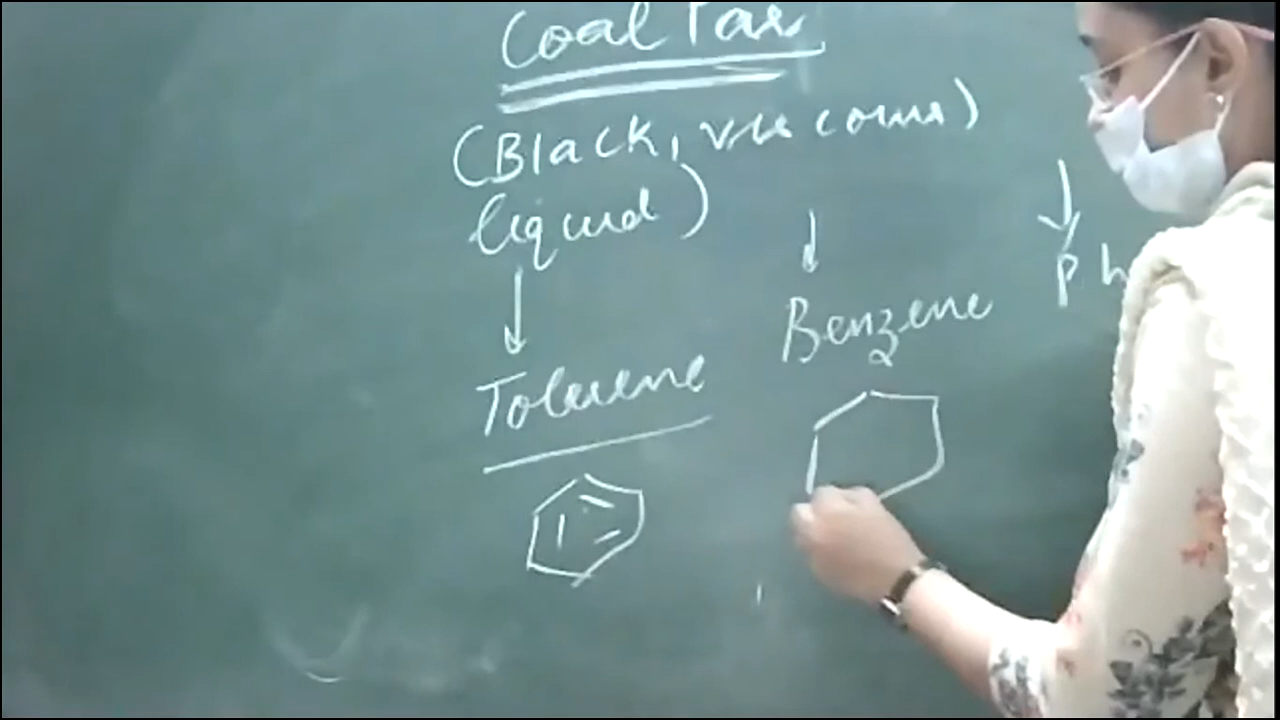 Coal Tar
(Black, viscous
liquid)
Toluene
Benzene
Ph